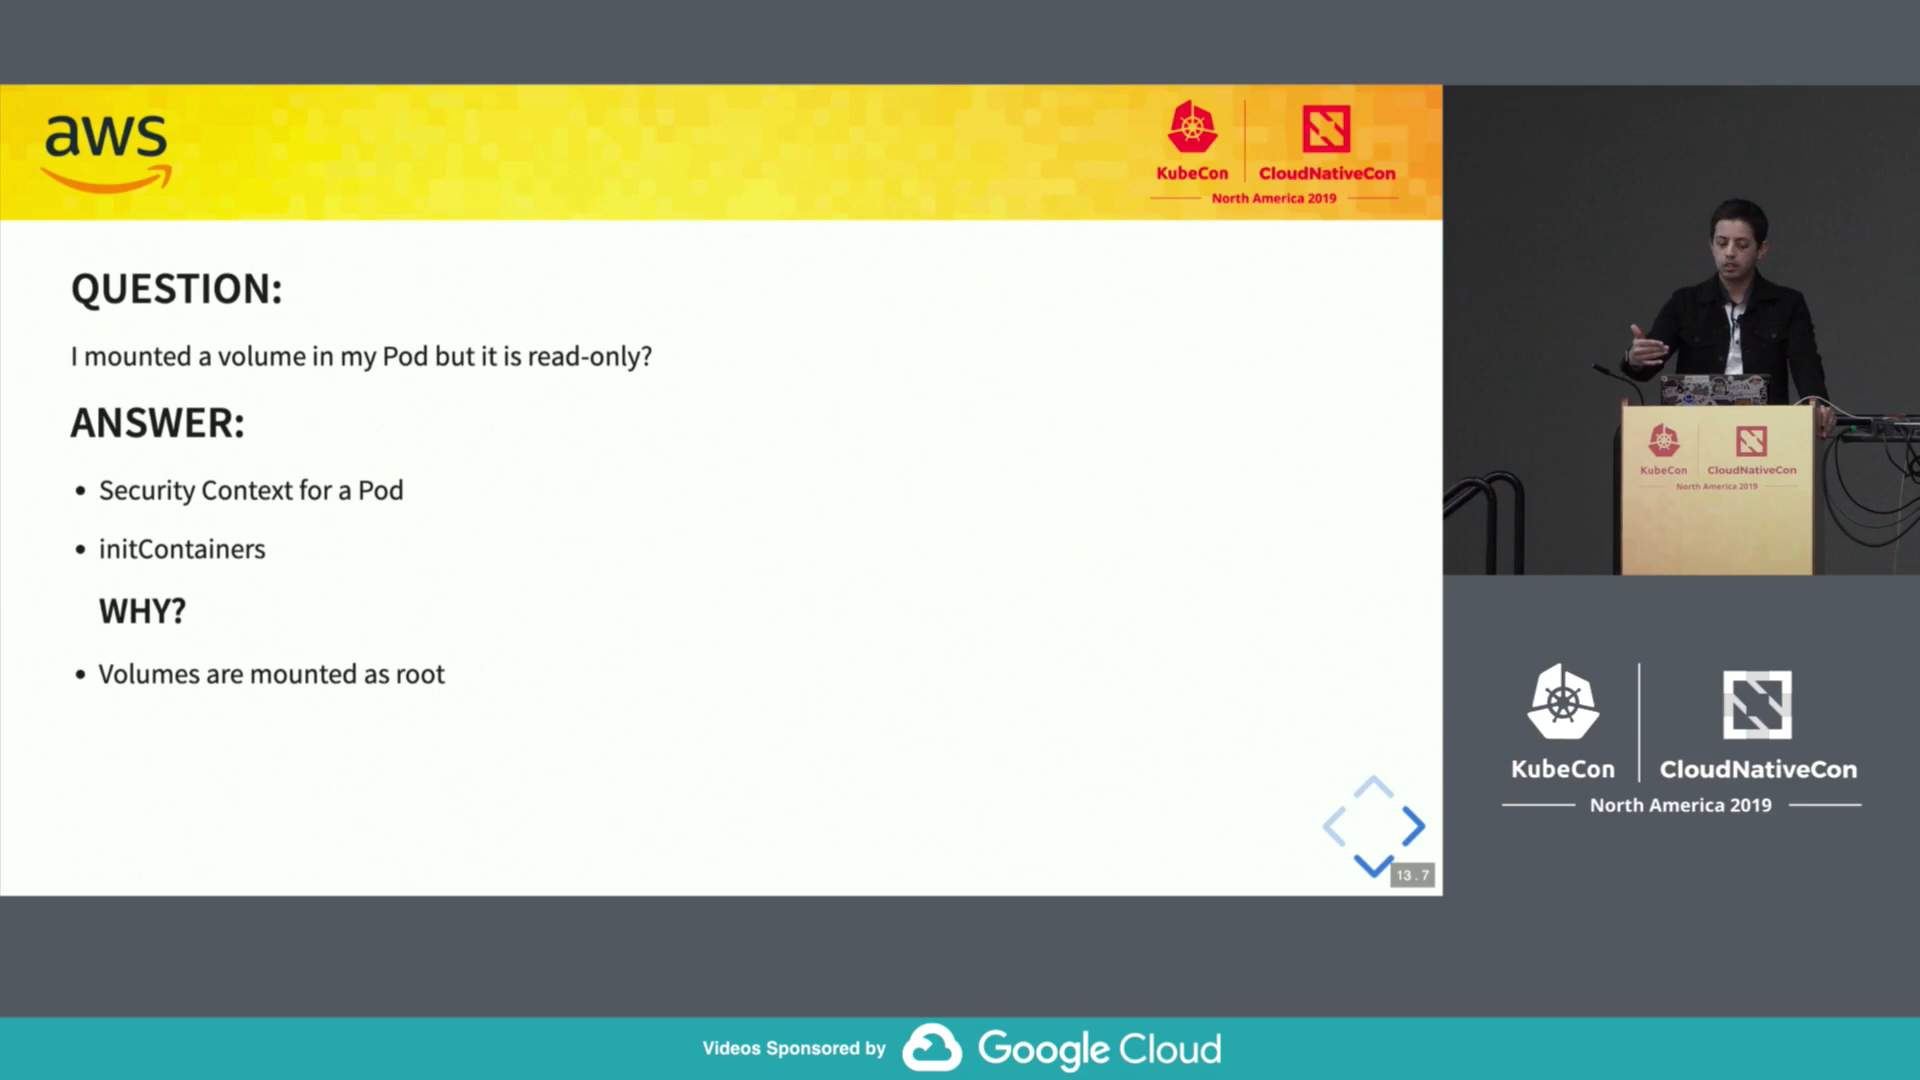 aws
KubeCon
CloudNativeCon
North America 2019
QUESTION:
I mounted a volume in my Pod but it is read-only?
ANSWER:
• Security Context for a Pod
• initContainers
WHY?
• Volumes are mounted as root
13.7
KubeCon
CloudNativeCon
North America 2019
KubeCon
CloudNativeCon
North America 2019
Videos Sponsored by
Google Cloud